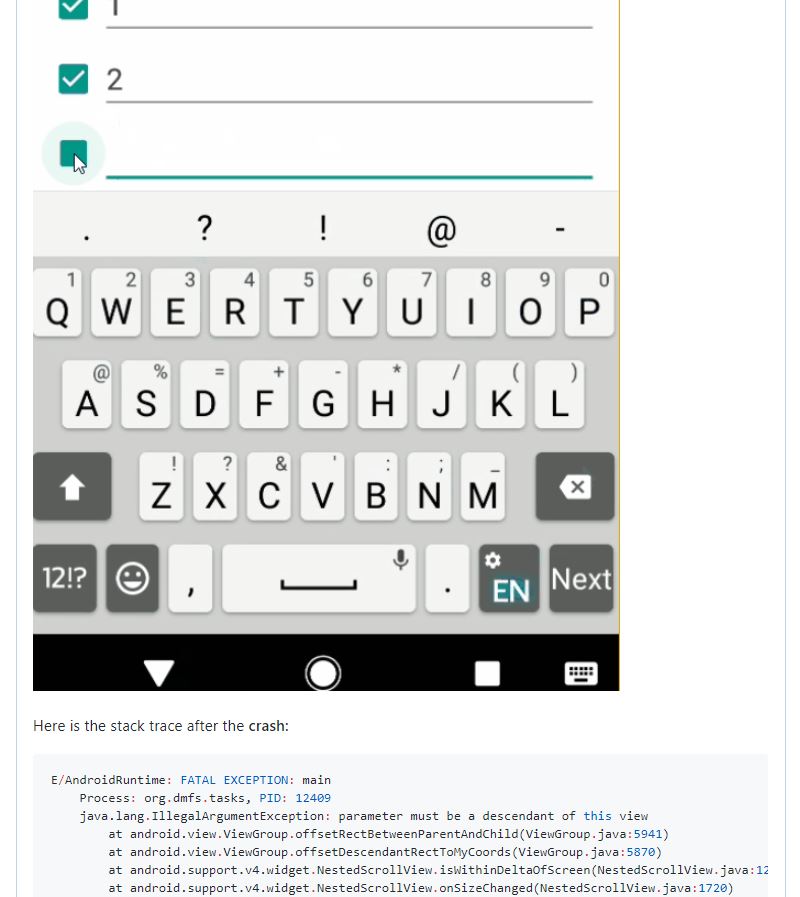 1
2
. ? ! @ -
1 2 3 4 5 6 7 8 9 0
Q W E R T Y U I O P
@ % = + - * / ( )
A S D F G H J K L
! ? & ' : ; _
Z X C V B N M
12!? , . EN Next
Here is the stack trace after the crash:
E/AndroidRuntime: FATAL EXCEPTION: main
Process: org.dmfs.tasks, PID: 12409
java.lang.IllegalArgumentException: parameter must be a descendant of this view
at android.view.ViewGroup.offsetRectBetweenParentAndChild(ViewGroup.java:5941)
at android.view.ViewGroup.offsetDescendantRectToMyCoords(ViewGroup.java:5870)
at android.support.v4.widget.NestedScrollView.isWithinDeltaOfScreen(NestedScrollView.java:12
at android.support.v4.widget.NestedScrollView.onSizeChanged(NestedScrollView.java:1720)